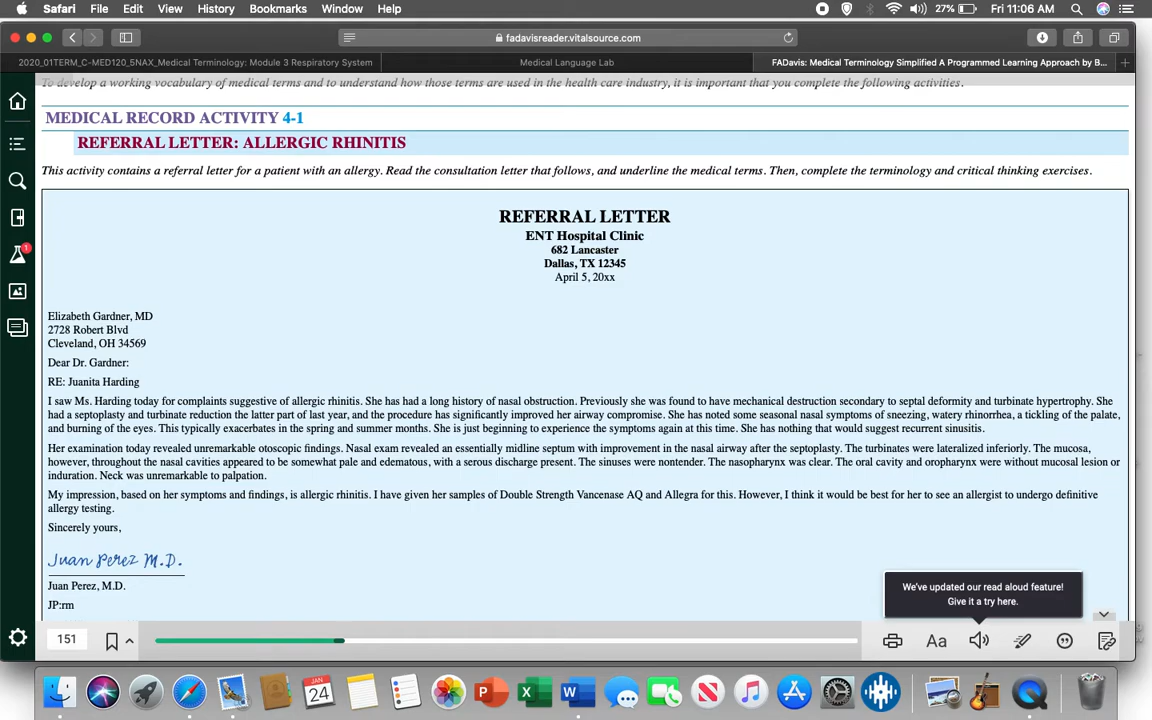 Safari File Edit View History Bookmarks Window Help 27% Fri 11:06 AM
fadavisreader.vitalsource.com
2020_01TERM_C-MED120_5NAX_Medical Terminology: Module 3 Respiratory System Medical Language Lab FADavis: Medical Terminology Simplified A Programmed Learning Approach by B...
To develop a working vocabulary of medical terms and to understand how those terms are used in the health care industry, it is important that you complete the following activities.
MEDICAL RECORD ACTIVITY 4-1
REFERRAL LETTER: ALLERGIC RHINITIS
This activity contains a referral letter for a patient with an allergy. Read the consultation letter that follows, and underline the medical terms. Then, complete the terminology and critical thinking exercises.
REFERRAL LETTER
ENT Hospital Clinic
682 Lancaster
Dallas, TX 12345
April 5, 20xx
Elizabeth Gardner, MD
2728 Robert Blvd
Cleveland, OH 34569
Dear Dr. Gardner:
RE: Juanita Harding
I saw Ms. Harding today for complaints suggestive of allergic rhinitis. She has had a long history of nasal obstruction. Previously she was found to have mechanical destruction secondary to septal deformity and turbinate hypertrophy. She
had a septoplasty and turbinate reduction the latter part of last year, and the procedure has significantly improved her airway compromise. She has noted some seasonal nasal symptoms of sneezing, watery rhinorrhea, a tickling of the palate,
and burning of the eyes. This typically exacerbates in the spring and summer months. She is just beginning to experience the symptoms again at this time. She has nothing that would suggest recurrent sinusitis.
Her examination today revealed unremarkable otoscopic findings. Nasal exam revealed an essentially midline septum with improvement in the nasal airway after the septoplasty. The turbinates were lateralized inferiorly. The mucosa,
however, throughout the nasal cavities appeared to be somewhat pale and edematous, with a serous discharge present. The sinuses were nontender. The nasopharynx was clear. The oral cavity and oropharynx were without mucosal lesion or
induration. Neck was unremarkable to palpation.
My impression, based on her symptoms and findings, is allergic rhinitis. I have given her samples of Double Strength Vancenase AQ and Allegra for this. However, I think it would be best for her to see an allergist to undergo definitive
allergy testing.
Sincerely yours,
Juan Perez M.D.
Juan Perez, M.D.
JP:rm
We've updated our read aloud feature!
Give it a try here.
151
Aa
JAN
24